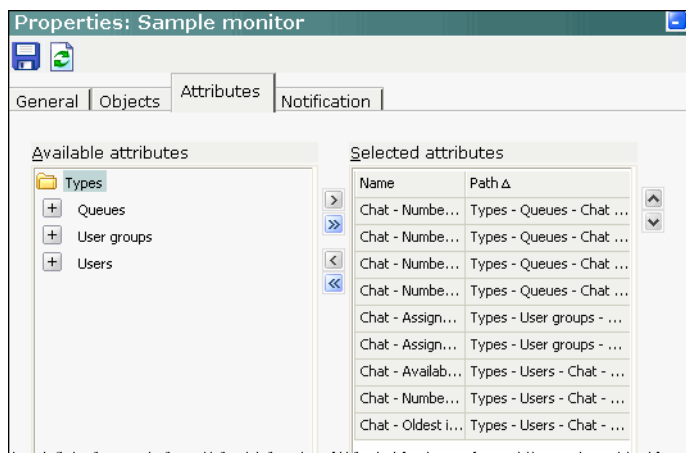 Properties: Sample monitor
General Objects Attributes Notification
Available attributes
Types
Queues
User groups
Users
Selected attributes
Name Path
Chat - Numbe... Types - Queues - Chat ...
Chat - Numbe... Types - Queues - Chat ...
Chat - Numbe... Types - Queues - Chat ...
Chat - Numbe... Types - Queues - Chat ...
Chat - Assign... Types - User groups - ...
Chat - Assign... Types - User groups - ...
Chat - Availab... Types - Users - Chat - ...
Chat - Numbe... Types - Users - Chat - ...
Chat - Oldest i... Types - Users - Chat - ...